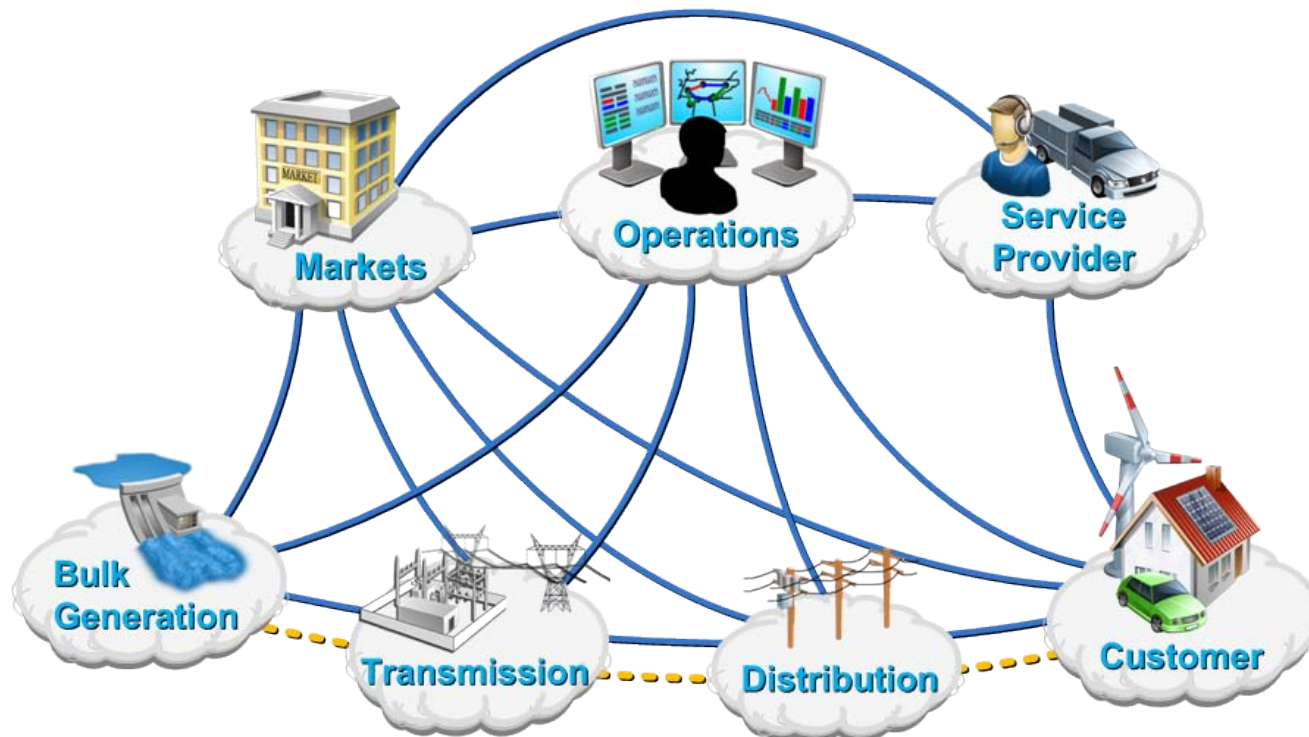 MARKET
Markets
Operations
Service
Provider
Bulk
Generation
Transmission
Distribution
Customer